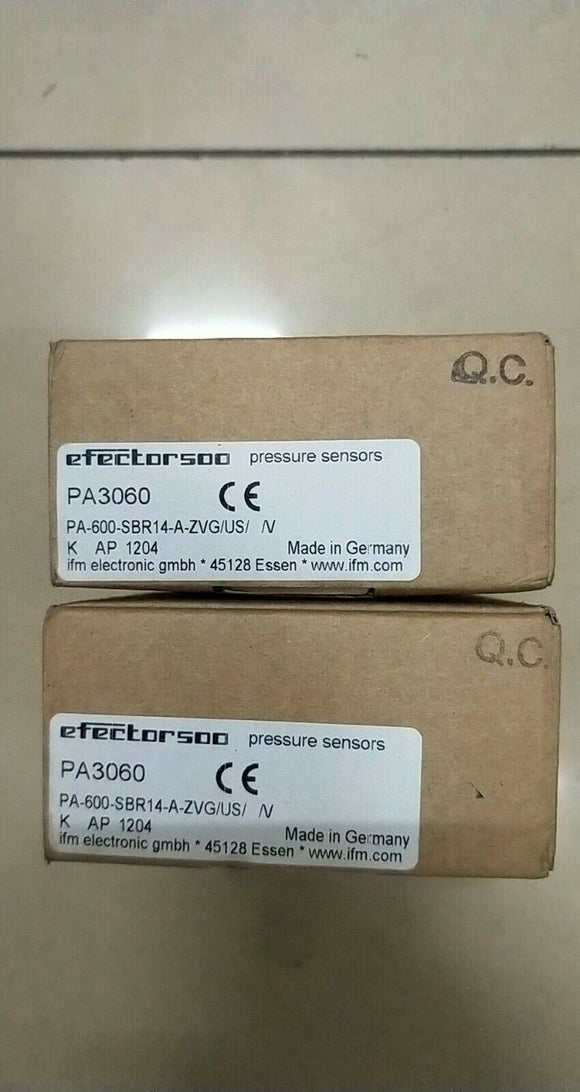 Q.C.
efector500 pressure sensors
PA3060 CE
PA-600-SBR14-A-ZVG/US/ /V
K AP 1204 Made in Germany
ifm electronic gmbh * 45128 Essen * www.ifm.com
Q.C.
efector500 pressure sensors
PA3060 CE
PA-600-SBR14-A-ZVG/US/ /V
K AP 1204 Made in Germany
ifm electronic gmbh * 45128 Essen * www.ifm.com